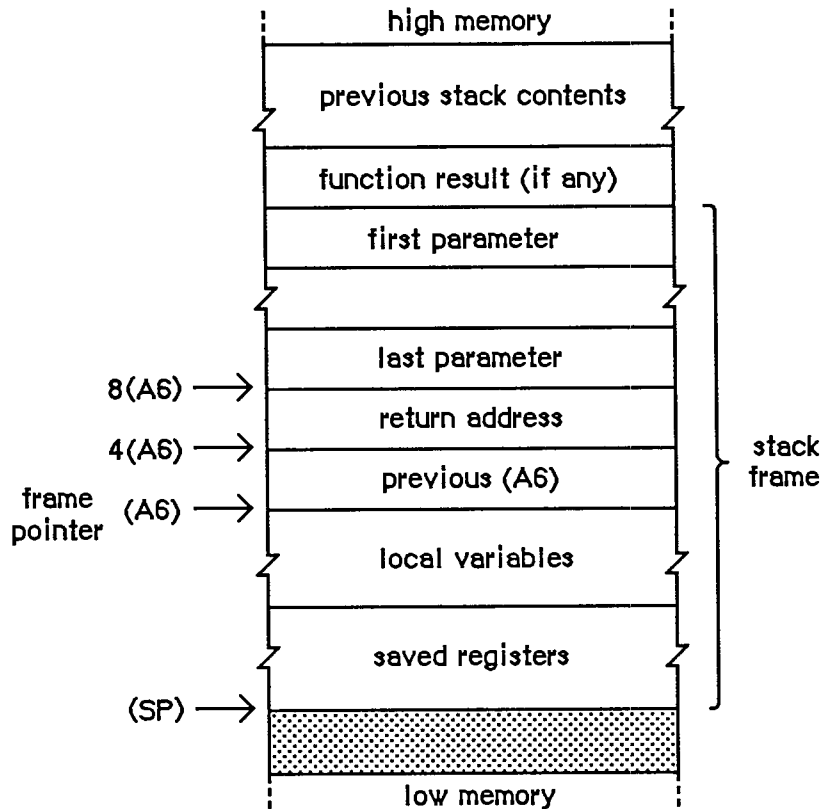 high memory
previous stack contents
function result (if any)
first parameter
last parameter
8(A6)
return address
4(A6)
previous (A6)
stack
frame
frame
pointer
(A6)
local variables
saved registers
(SP)
low memory